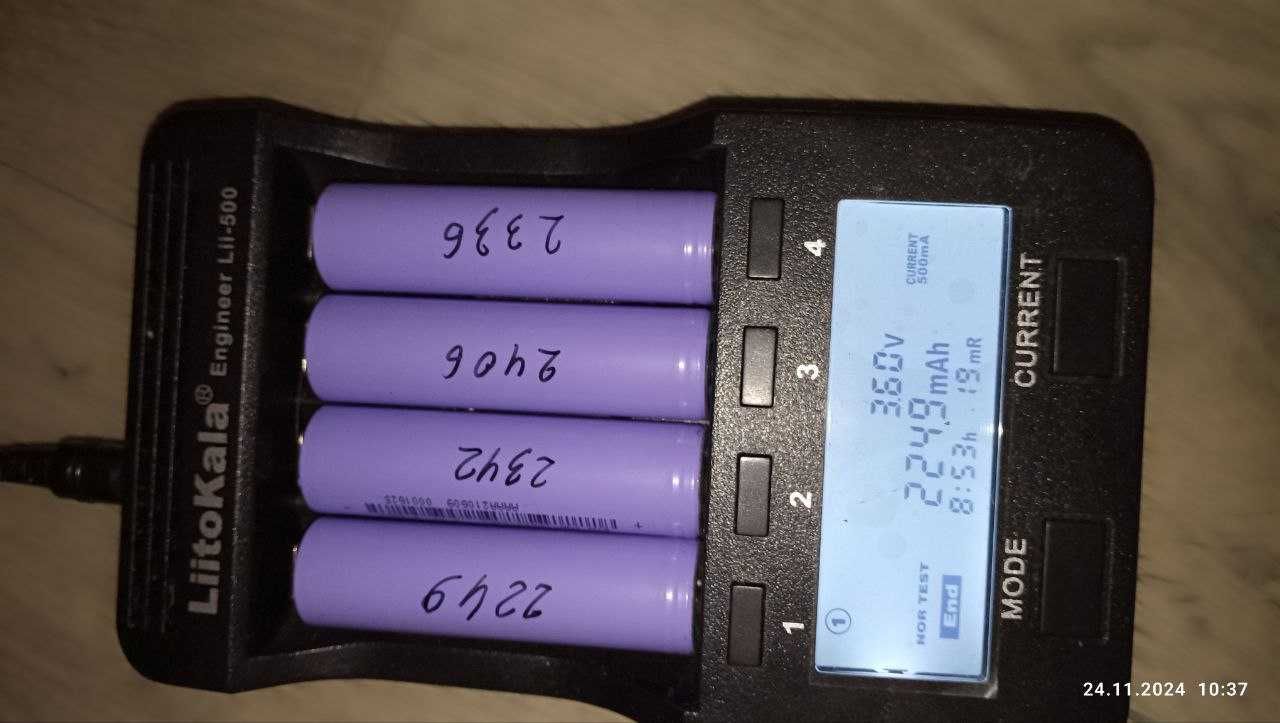 LiitoKala® Engineer Lii-500
2249
2342
2406
2336
0001625
1 2 3 4
① 3.60V
NOR TEST 2249mAh CURRENT
500mA
End 8:53h 19mR
MODE CURRENT
24.11.2024 10:37